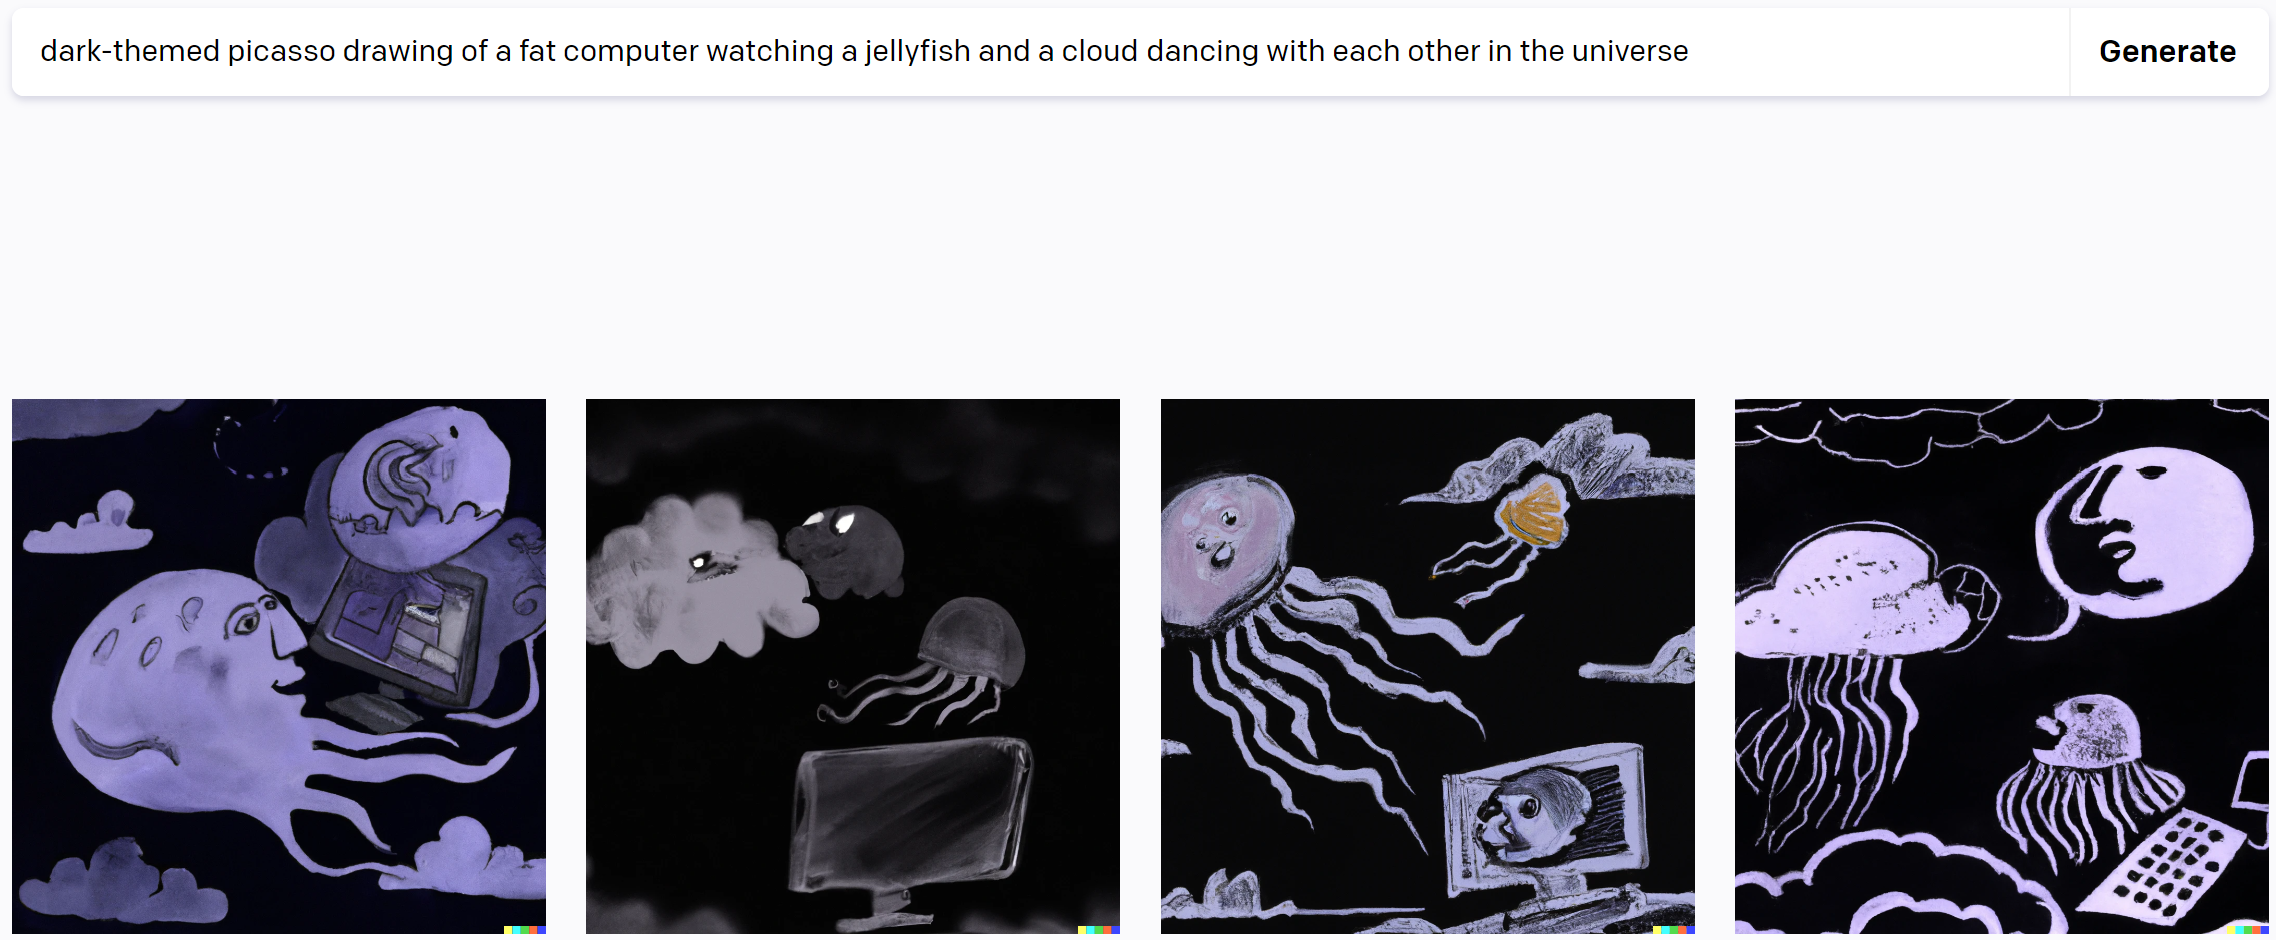 dark-themed picasso drawing of a fat computer watching a jellyfish and a cloud dancing with each other in the universe
Generate